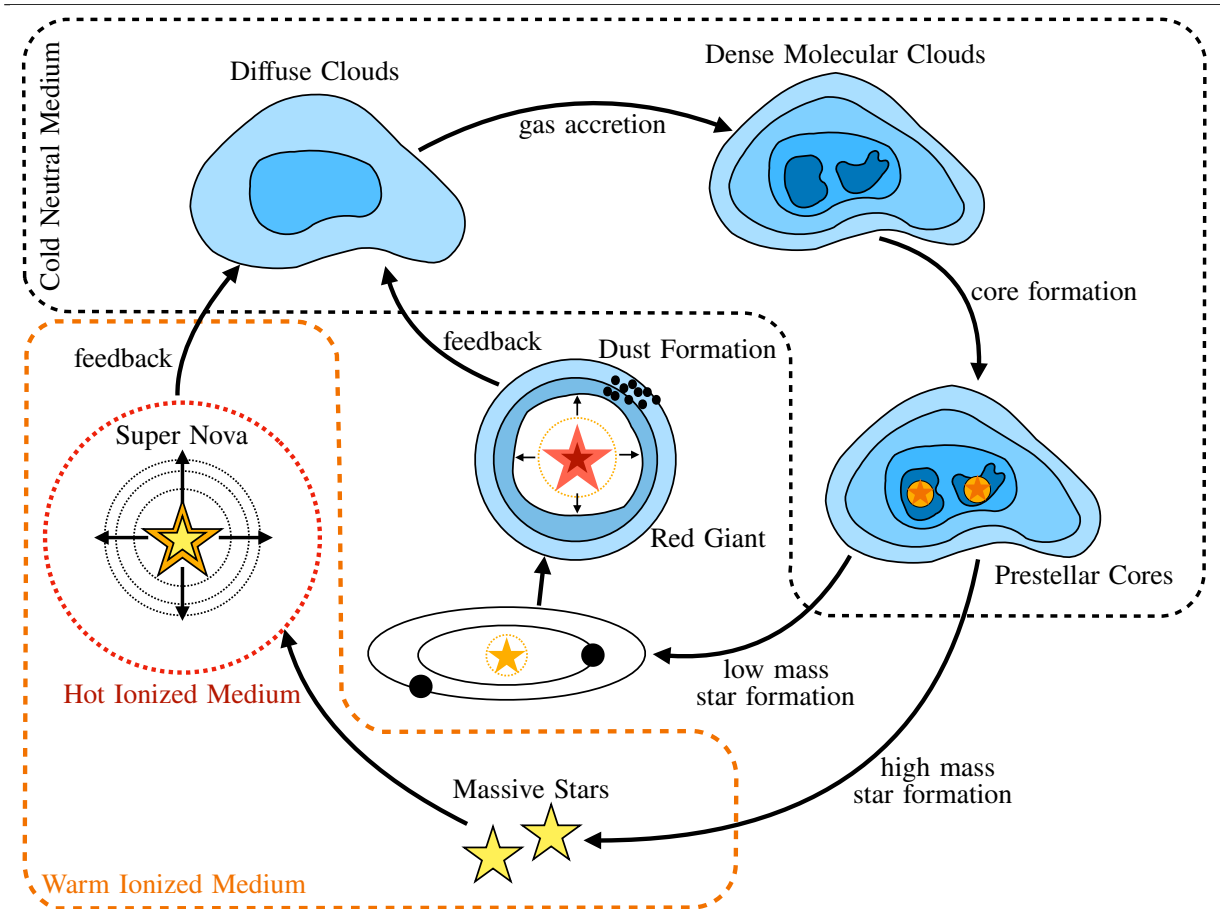 Diffuse Clouds
Dense Molecular Clouds
Cold Neutral Medium
gas accretion
core formation
feedback
feedback
Dust Formation
Super Nova
Red Giant
Prestellar Cores
Hot Ionized Medium
low mass
star formation
high mass
star formation
Massive Stars
Warm Ionized Medium